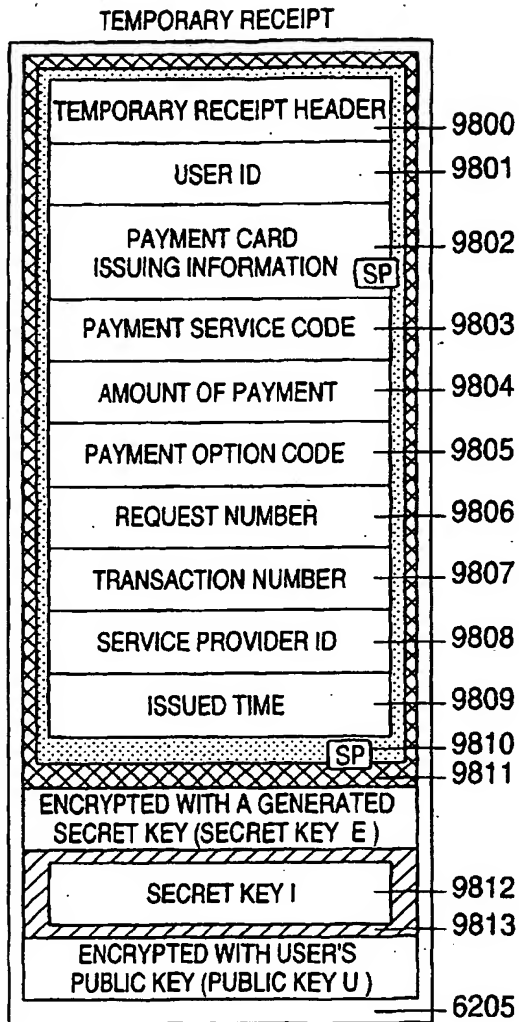 TEMPORARY RECEIPT
TEMPORARY RECEIPT HEADER 9800
USER ID 9801
PAYMENT CARD
ISSUING INFORMATION SP 9802
PAYMENT SERVICE CODE 9803
AMOUNT OF PAYMENT 9804
PAYMENT OPTION CODE 9805
REQUEST NUMBER 9806
TRANSACTION NUMBER 9807
SERVICE PROVIDER ID 9808
ISSUED TIME 9809
SP 9810
9811
ENCRYPTED WITH A GENERATED
SECRET KEY (SECRET KEY E )
SECRET KEY I 9812
9813
ENCRYPTED WITH USER'S
PUBLIC KEY (PUBLIC KEY U )
6205